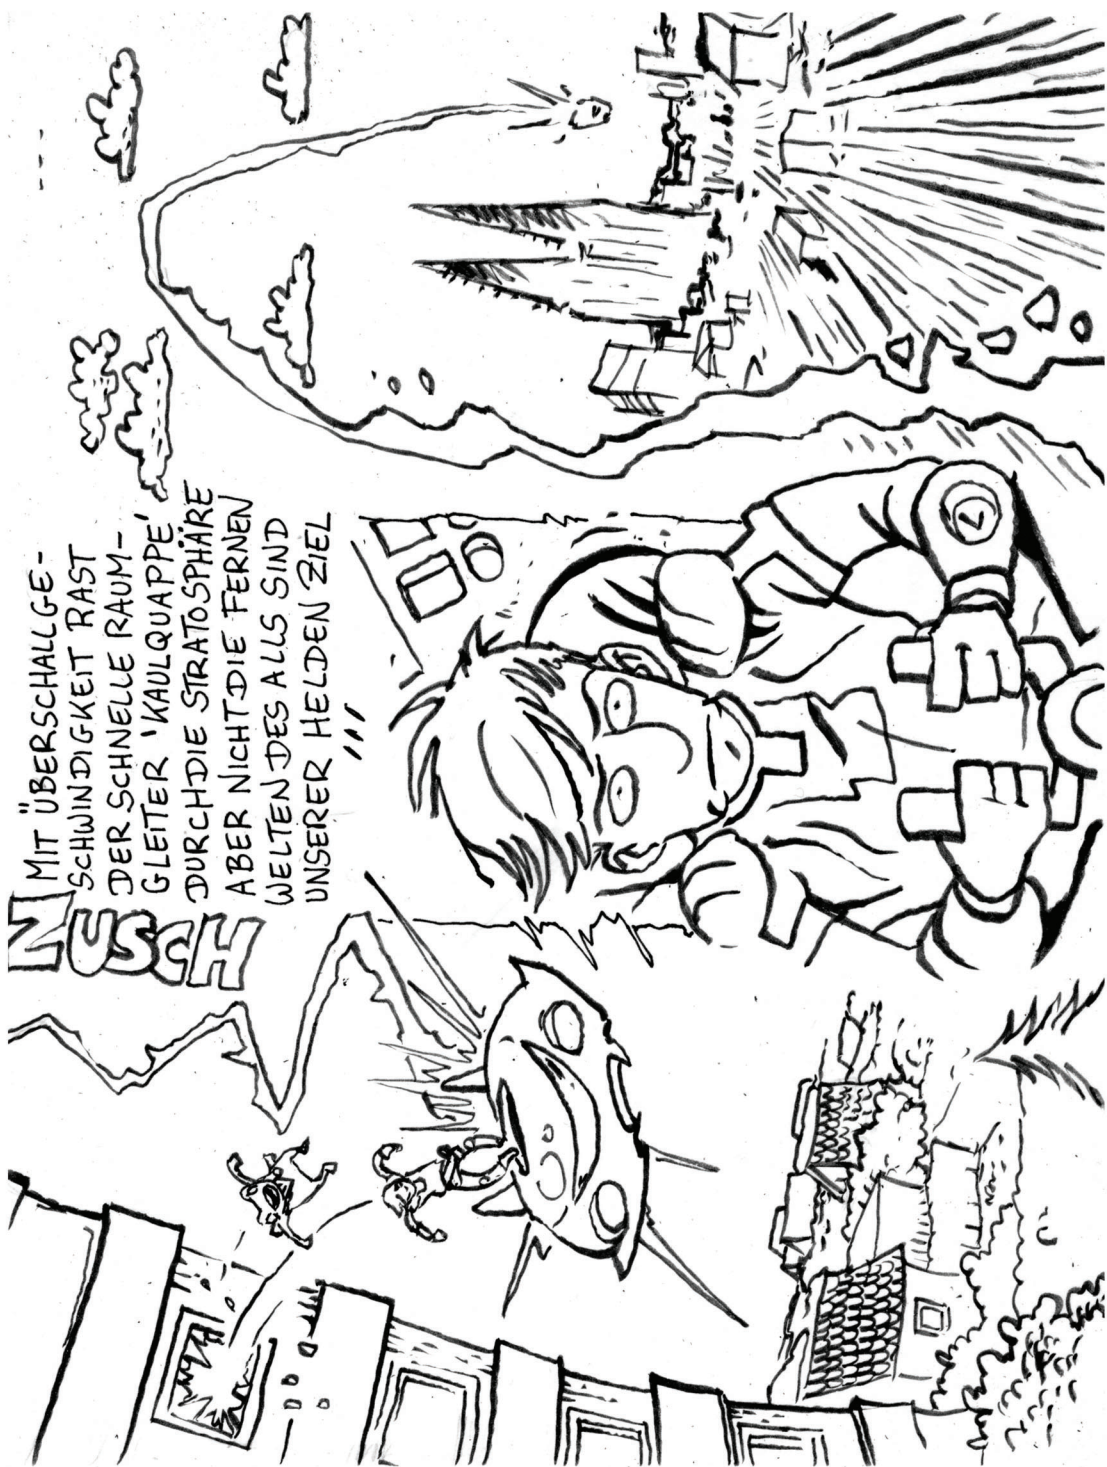 ZUSCH
MIT ÜBERSCHALLGE-
SCHWINDIGKEIT RAST
DER SCHNELLE RAUM-
GLEITER 'KAULQUAPPE'
DURCH DIE STRATOSPHÄRE
ABER NICHT DIE FERNEN
WELTEN DES ALLS SIND
UNSERER HELDEN ZIEL